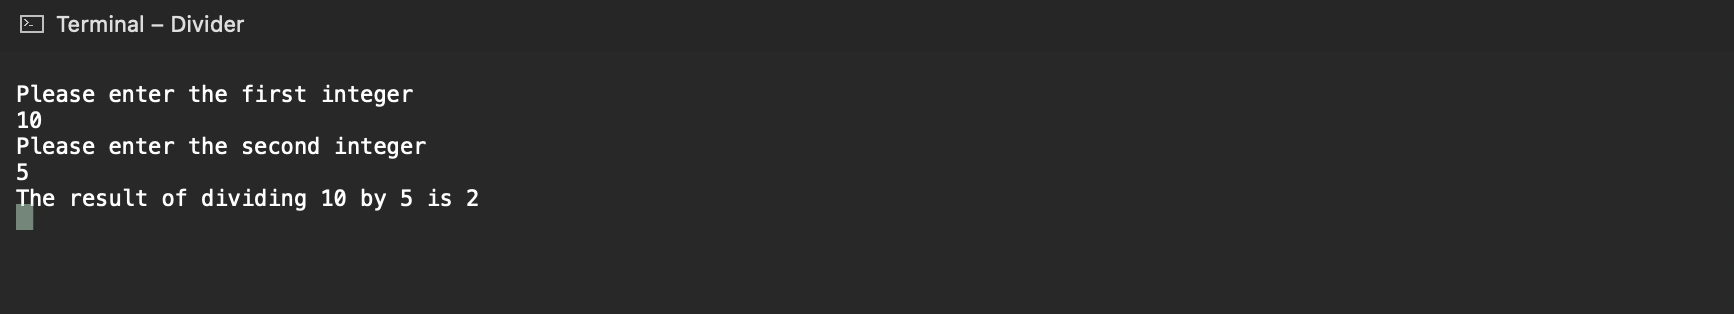 Terminal – Divider
Please enter the first integer
10
Please enter the second integer
5
The result of dividing 10 by 5 is 2